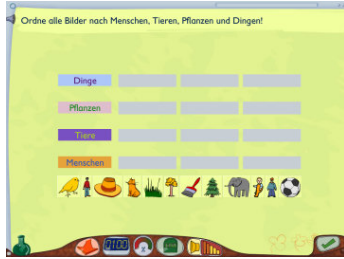 Ordne alle Bilder nach Menschen, Tieren, Pflanzen und Dingen!
Dinge
Pflanzen
Tiere
Menschen
0100